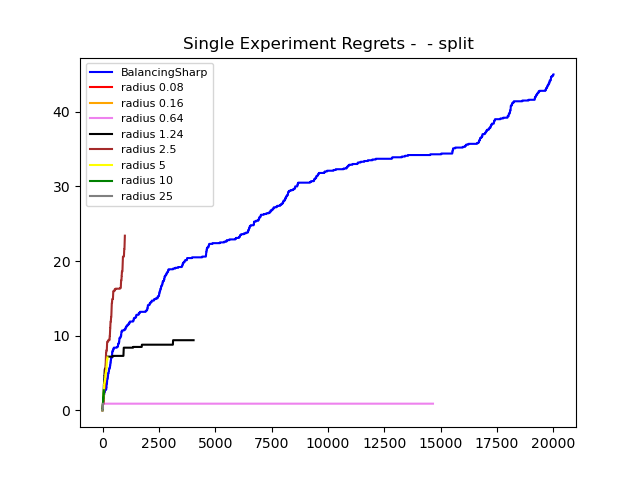 Single Experiment Regrets -  - split
BalancingSharp
radius 0.08
radius 0.16
radius 0.64
radius 1.24
radius 2.5
radius 5
radius 10
radius 25
40
30
20
10
0
0 2500 5000 7500 10000 12500 15000 17500 20000